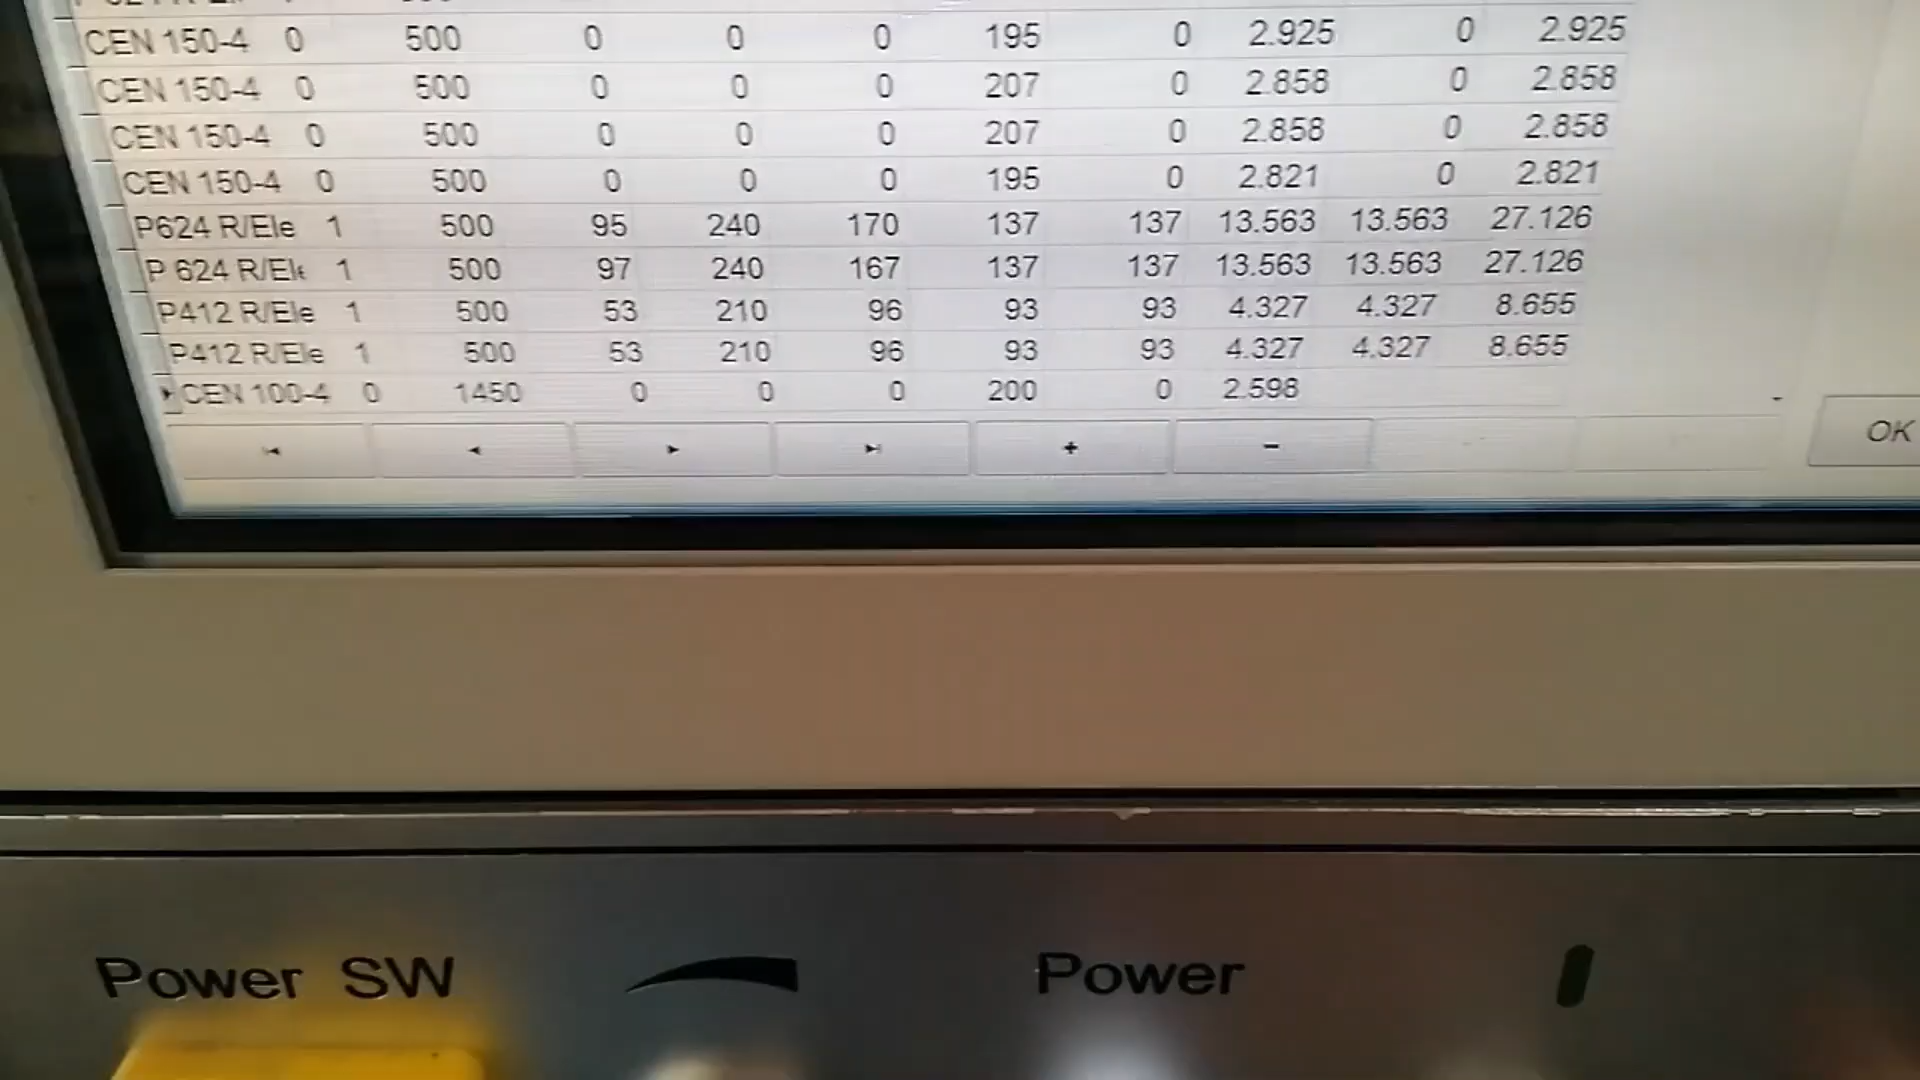 CEN 150-4 0 500 0 0 0 195 0 2.925 0 2.925
CEN 150-4 0 500 0 0 0 207 0 2.858 0 2.858
CEN 150-4 0 500 0 0 0 207 0 2.858 0 2.858
CEN 150-4 0 500 0 0 0 195 0 2.821 0 2.821
P624 R/Ele 1 500 95 240 170 137 137 13.563 13.563 27.126
P 624 R/Ele 1 500 97 240 167 137 137 13.563 13.563 27.126
P412 R/Ele 1 500 53 210 96 93 93 4.327 4.327 8.655
P412 R/Ele 1 500 53 210 96 93 93 4.327 4.327 8.655
CEN 100-4 0 1450 0 0 0 200 0 2.598
+ −
OK
Power SW Power